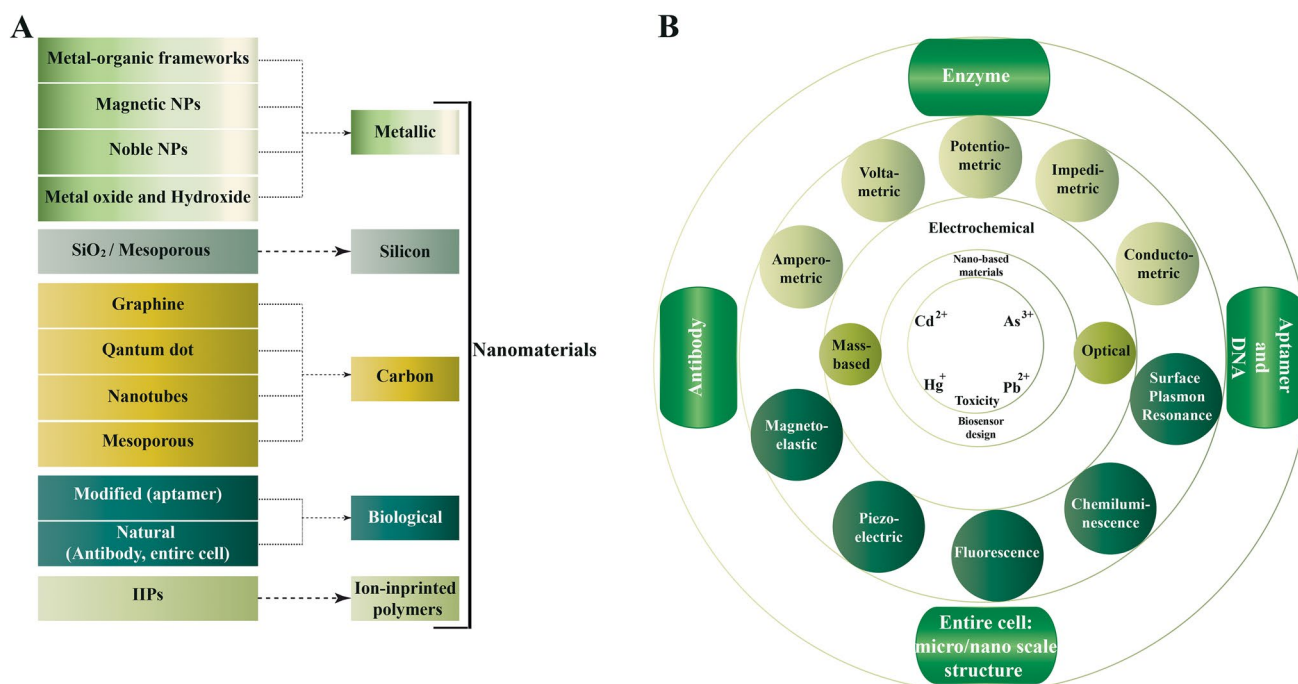 A
Metal-organic frameworks
Magnetic NPs
Noble NPs
Metal oxide and Hydroxide
Metallic
SiO₂ / Mesoporous
Silicon
Graphine
Qantum dot
Nanotubes
Mesoporous
Carbon
Modified (aptamer)
Natural
(Antibody, entire cell)
Biological
IIPs
Ion-inprinted
polymers
Nanomaterials
B
Enzyme
Potentio-
metric
Volta-
metric
Impedi-
metric
Electrochemical
Ampero-
metric
Conducto-
metric
Nano-based
materials
Cd²⁺
As³⁺
Hg⁺
Pb²⁺
Toxicity
Biosensor
design
Mass-
based
Optical
Antibody
Aptamer
and
DNA
Surface
Plasmon
Resonance
Magneto-
elastic
Chemilumi-
nescence
Piezo-
electric
Fluorescence
Entire cell:
micro/nano scale
structure